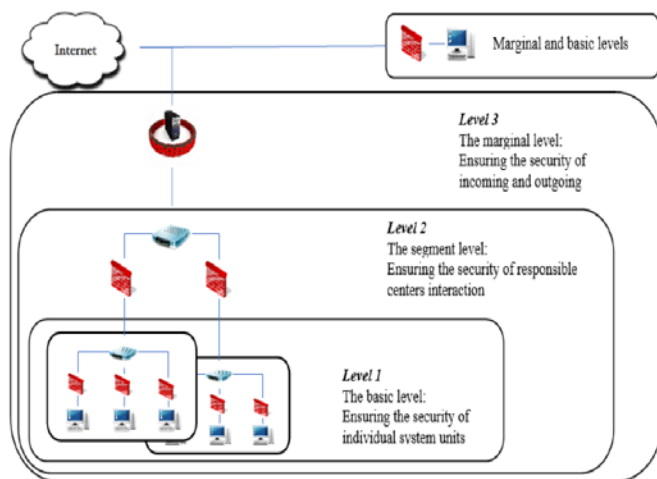 Internet
Marginal and basic levels
Level 3
The marginal level:
Ensuring the security of
incoming and outgoing
Level 2
The segment level:
Ensuring the security of responsible
centers interaction
Level 1
The basic level:
Ensuring the security of
individual system units